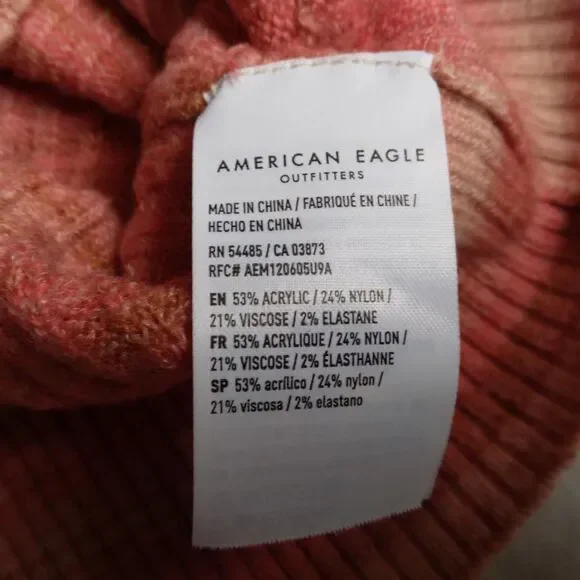 AMERICAN EAGLE
OUTFITTERS
MADE IN CHINA / FABRIQUÉ EN CHINE /
HECHO EN CHINA
RN 54485 / CA 03873
RFC# AEM120605U9A
EN 53% ACRYLIC / 24% NYLON /
21% VISCOSE / 2% ELASTANE
FR 53% ACRYLIQUE / 24% NYLON /
21% VISCOSE / 2% ÉLASTHANNE
SP 53% acrílico / 24% nylon /
21% viscosa / 2% elastano